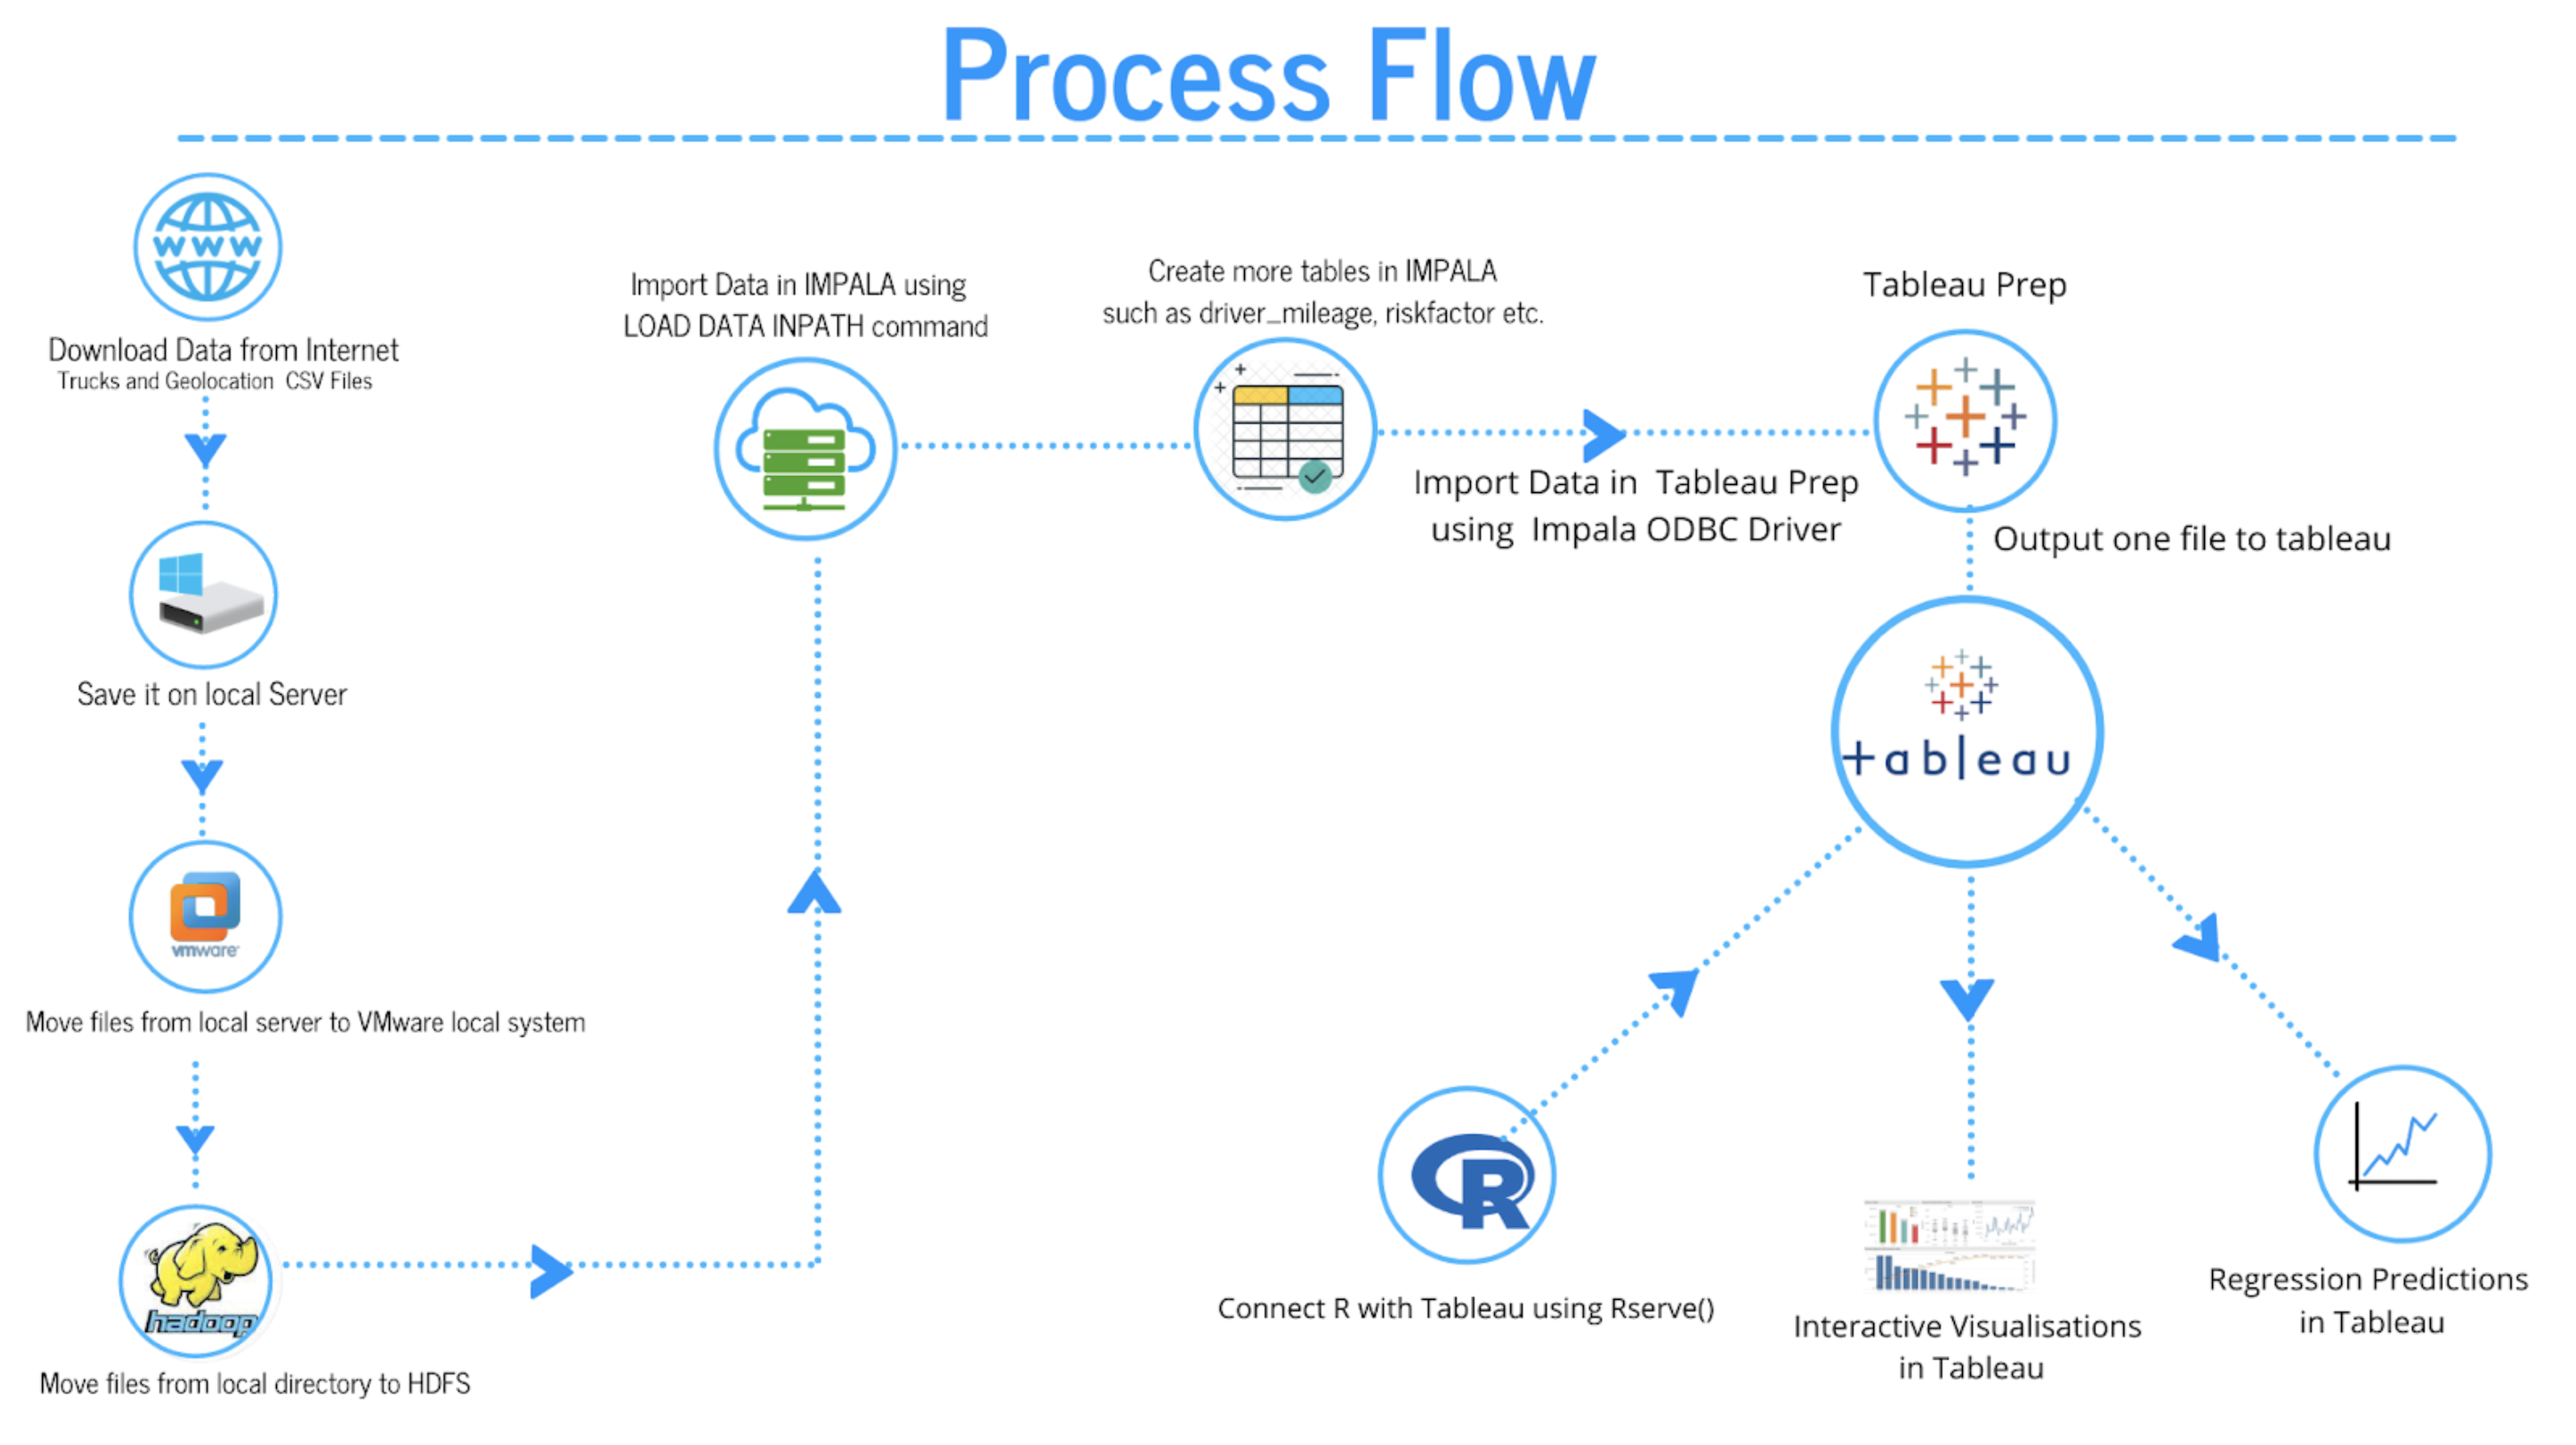 Process Flow
www
Download Data from Internet
Trucks and Geolocation CSV Files
Save it on local Server
vmware
Move files from local server to VMware local system
hadoop
Move files from local directory to HDFS
Import Data in IMPALA using
LOAD DATA INPATH command
Create more tables in IMPALA
such as driver_mileage, riskfactor etc.
Import Data in Tableau Prep
using Impala ODBC Driver
Tableau Prep
Output one file to tableau
+ableau
R
Connect R with Tableau using Rserve()
Interactive Visualisations
in Tableau
Regression Predictions
in Tableau